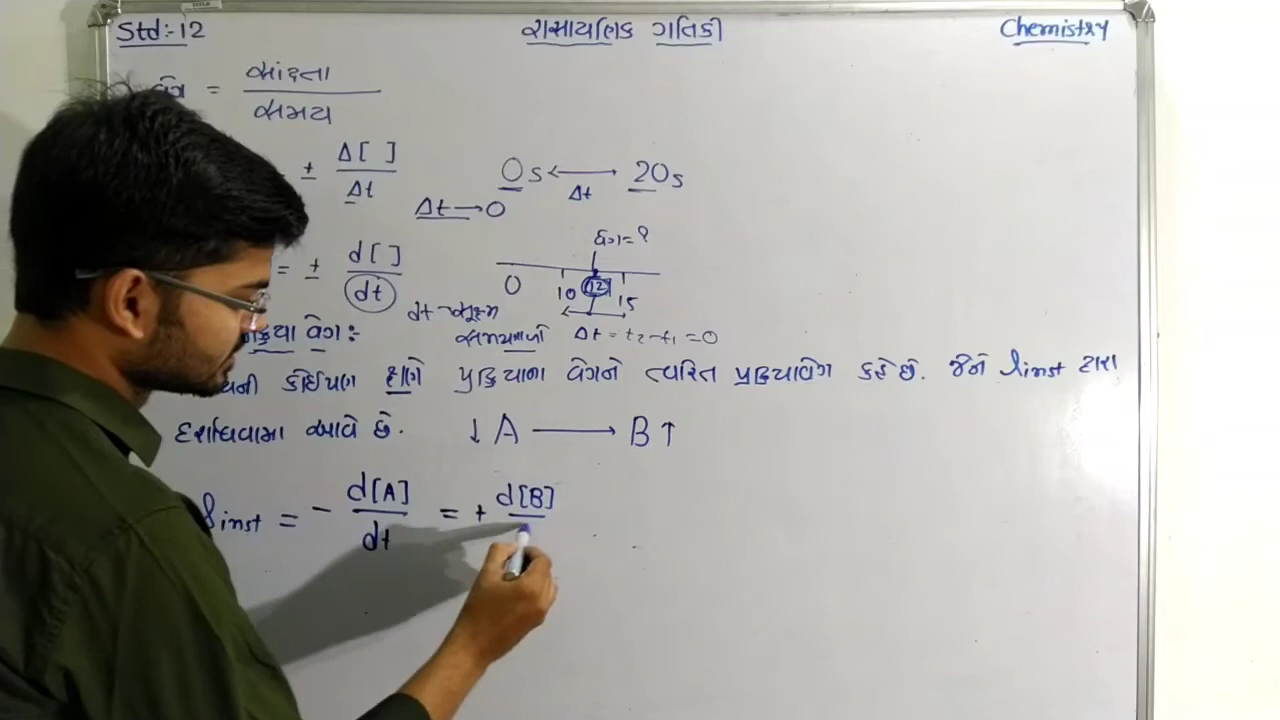 Std:-12 રાસાયણિક ગતિકી Chemistry
= સાંદ્રતા / સમય
± Δ[ ] / Δt 0s ⟷ 20s Δt
Δt → 0
= ± d[ ] / dt વેગ=?
0 10 12 15
dt → સૂક્ષ્મ સમયગાળો Δt = t₂-t₁ = 0
વેગ :-
કોઈપણ ક્ષણે પ્રક્રિયાના વેગને ત્વરિત પ્રક્રિયાવેગ કહે છે. જેને rinst દ્વારા
દર્શાવવામાં આવે છે. ↓ A ⟶ B ↑
rinst = - d[A] / dt = + d[B]